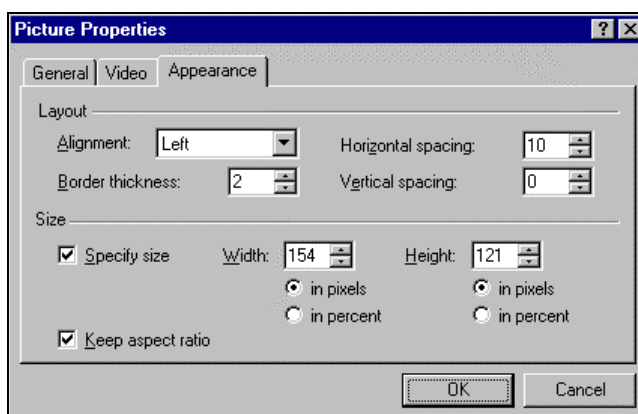 Picture Properties
General Video Appearance
Layout
Alignment: Left Horizontal spacing: 10
Border thickness: 2 Vertical spacing: 0
Size
Specify size Width: 154 Height: 121
in pixels in pixels
in percent in percent
Keep aspect ratio
OK Cancel